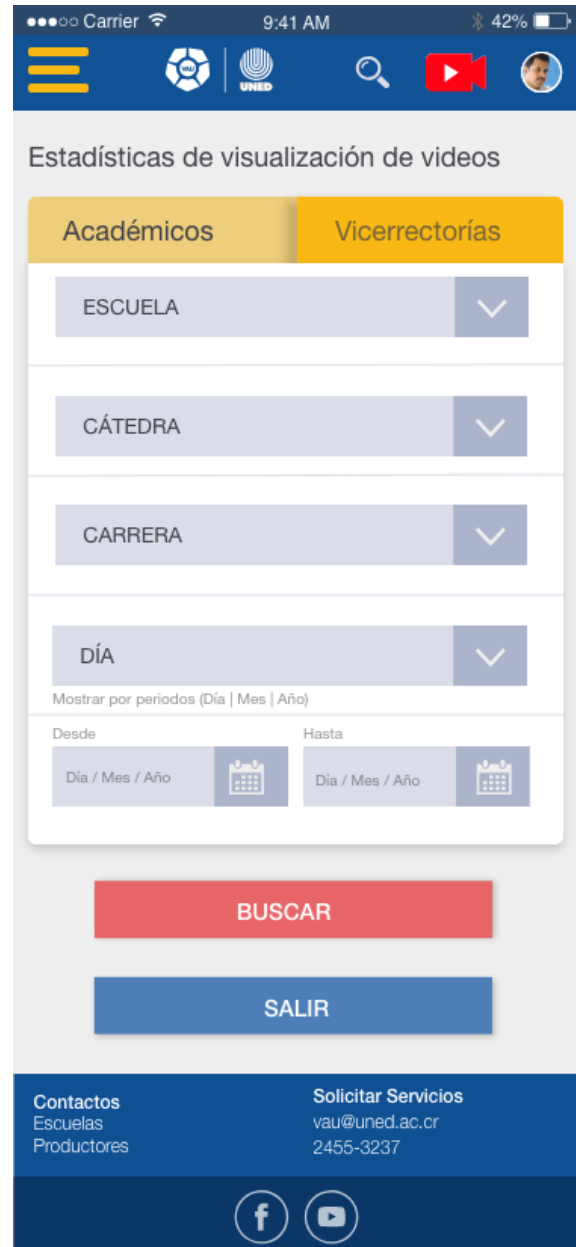 Carrier 9:41 AM 42%
VAU UNED
Estadísticas de visualización de videos
Académicos Vicerrectorías
ESCUELA
CÁTEDRA
CARRERA
DÍA
Mostrar por periodos (Día | Mes | Año)
Desde Hasta
Día / Mes / Año Día / Mes / Año
BUSCAR
SALIR
Contactos Solicitar Servicios
Escuelas vau@uned.ac.cr
Productores 2455-3237